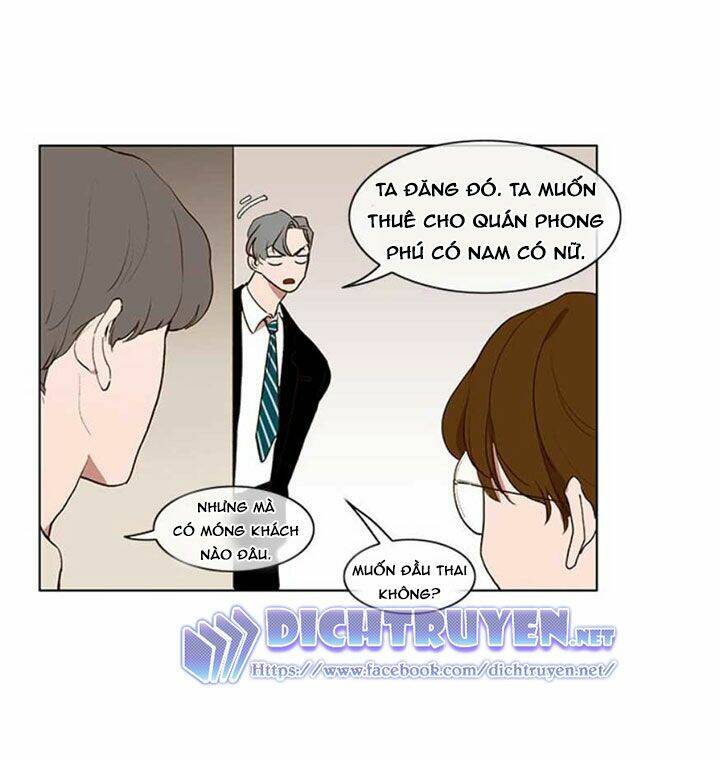 TA ĐĂNG ĐÓ. TA MUỐN
THUÊ CHO QUÁN PHONG
PHÚ CÓ NAM CÓ NỮ.
NHƯNG MÀ
CÓ MÓNG KHÁCH
NÀO ĐÂU.
MUỐN ĐẦU THAI
KHÔNG?
DICHTRUYEN.NET
Https://www.facebook.com/dichtruyen.net/